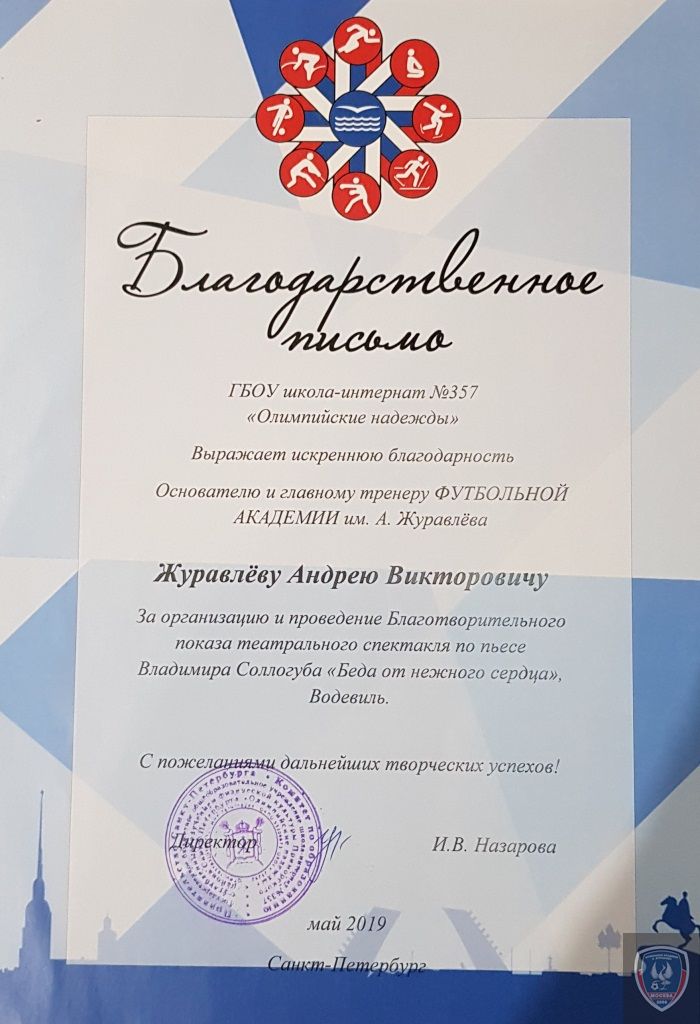 Благодарственное
письмо
ГБОУ школа-интернат №357
«Олимпийские надежды»
Выражает искреннюю благодарность
Основателю и главному тренеру ФУТБОЛЬНОЙ
АКАДЕМИИ им. А. Журавлёва
Журавлёву Андрею Викторовичу
За организацию и проведение Благотворительного
показа театрального спектакля по пьесе
Владимира Соллогуба «Беда от нежного сердца»,
Водевиль.
С пожеланиями дальнейших творческих успехов!
Директор
И.В. Назарова
май 2019
Санкт-Петербург
МОСКВА